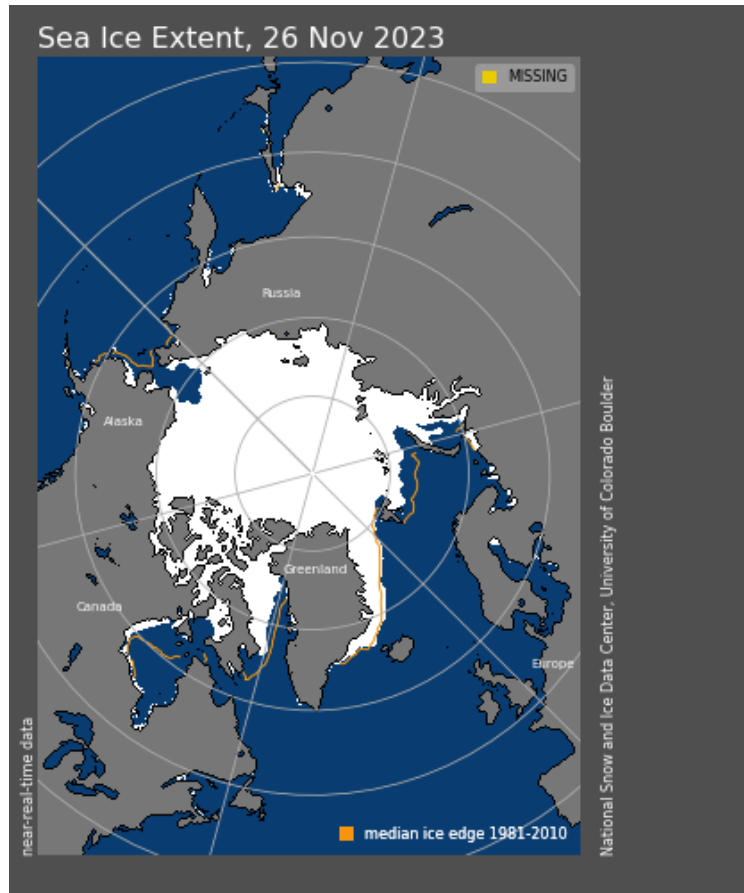 Sea Ice Extent, 26 Nov 2023
MISSING
Russia
Alaska
Greenland
Canada
Europe
median ice edge 1981-2010
near-real-time data
National Snow and Ice Data Center, University of Colorado Boulder